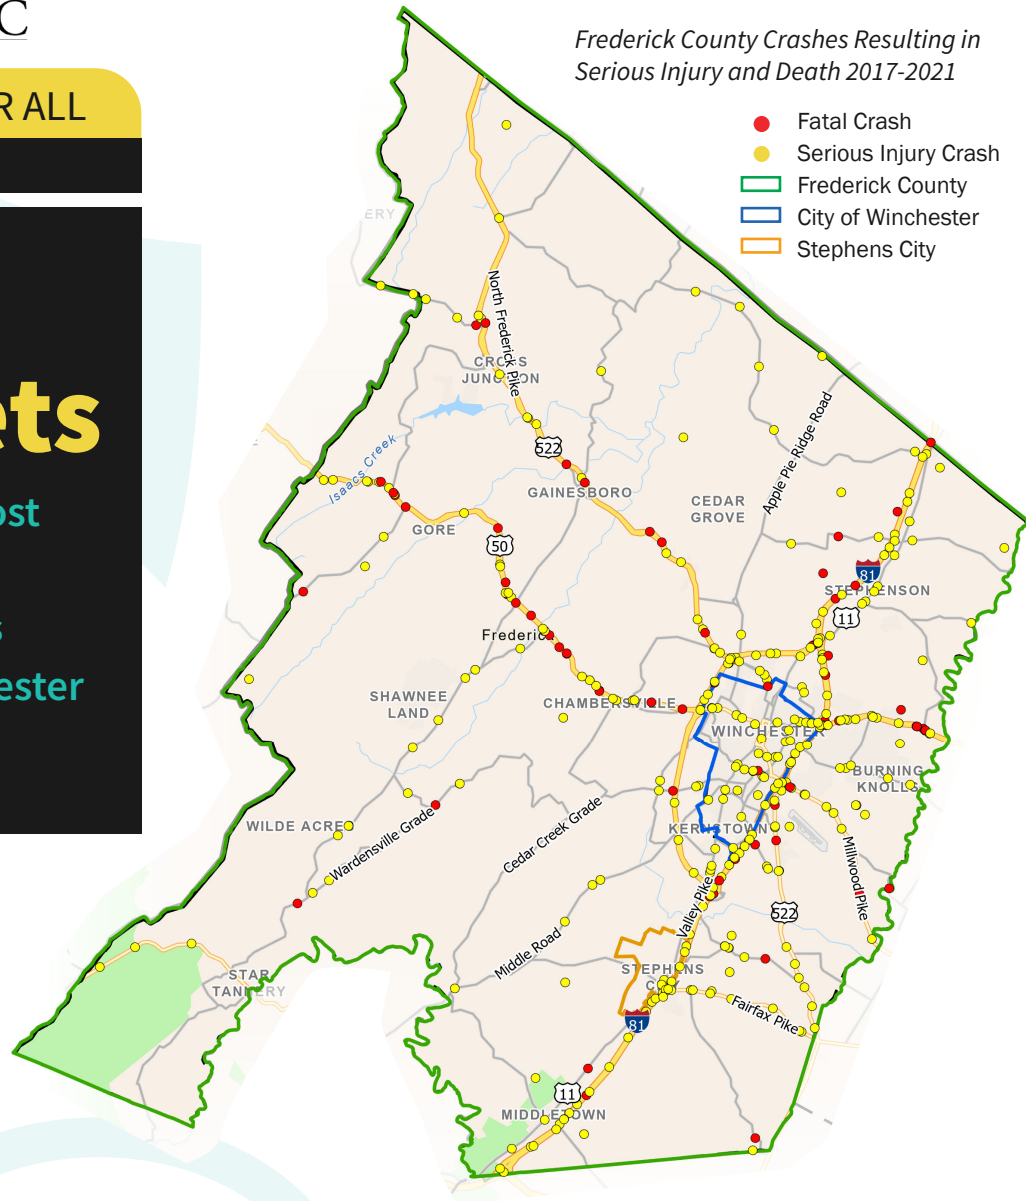 C
R ALL
ets
ost
s
ester
Frederick County Crashes Resulting in
Serious Injury and Death 2017-2021
Fatal Crash
Serious Injury Crash
Frederick County
City of Winchester
Stephens City
ERY
North Frederick Pike
CROSS
JUNCTION
522
Isaacs Creek
GAINESBORO
Apple Pie Ridge Road
CEDAR
GROVE
GORE
50
81
STEPHENSON
11
Frederick
SHAWNEE
LAND
CHAMBERSVILLE
WINCHESTER
BURNING
KNOLLS
WILDE ACRES
Wardensville Grade
Cedar Creek Grade
KERNSTOWN
Millwood Pike
Valley Pike
522
Middle Road
STAR
TANNERY
STEPHENS
CITY
Fairfax Pike
81
11
MIDDLETOWN